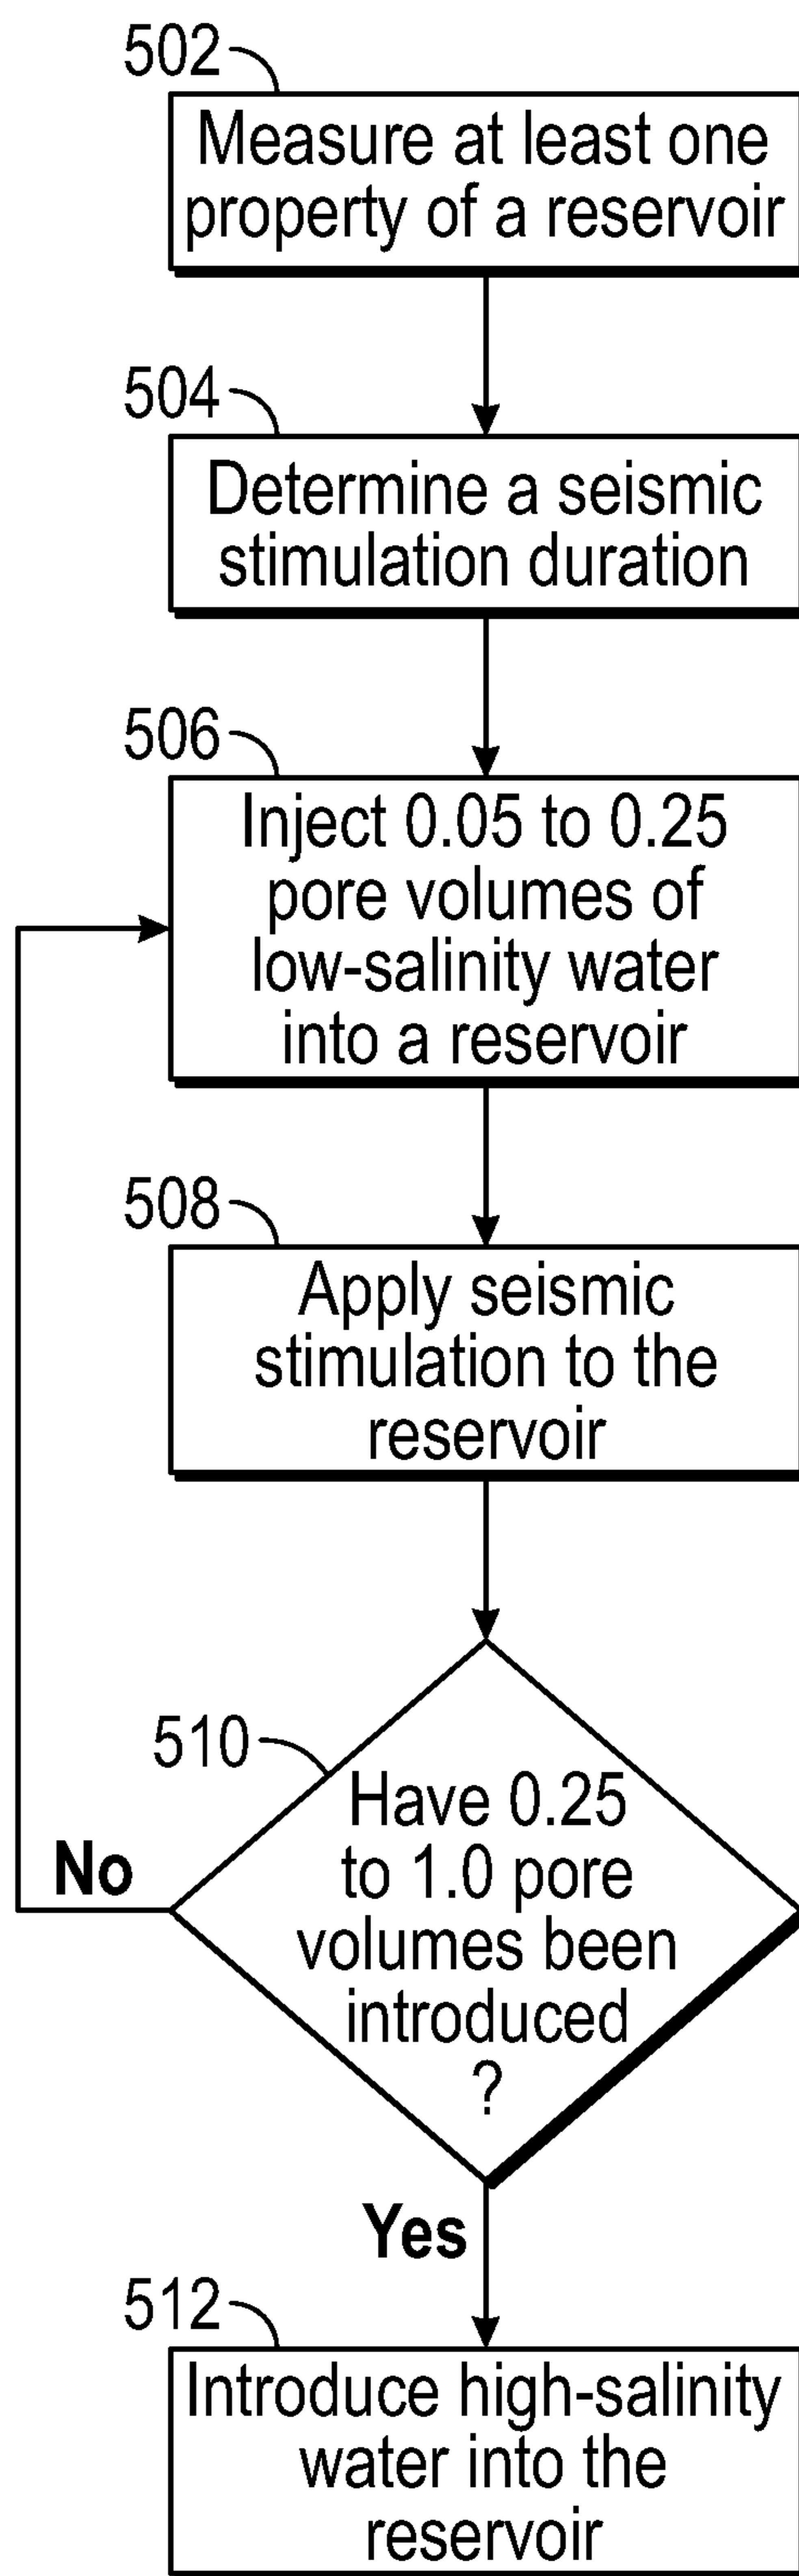 502
Measure at least one
property of a reservoir
504
Determine a seismic
stimulation duration
506
Inject 0.05 to 0.25
pore volumes of
low-salinity water
into a reservoir
508
Apply seismic
stimulation to the
reservoir
510
Have 0.25
to 1.0 pore
volumes been
introduced
?
No
Yes
512
Introduce high-salinity
water into the
reservoir